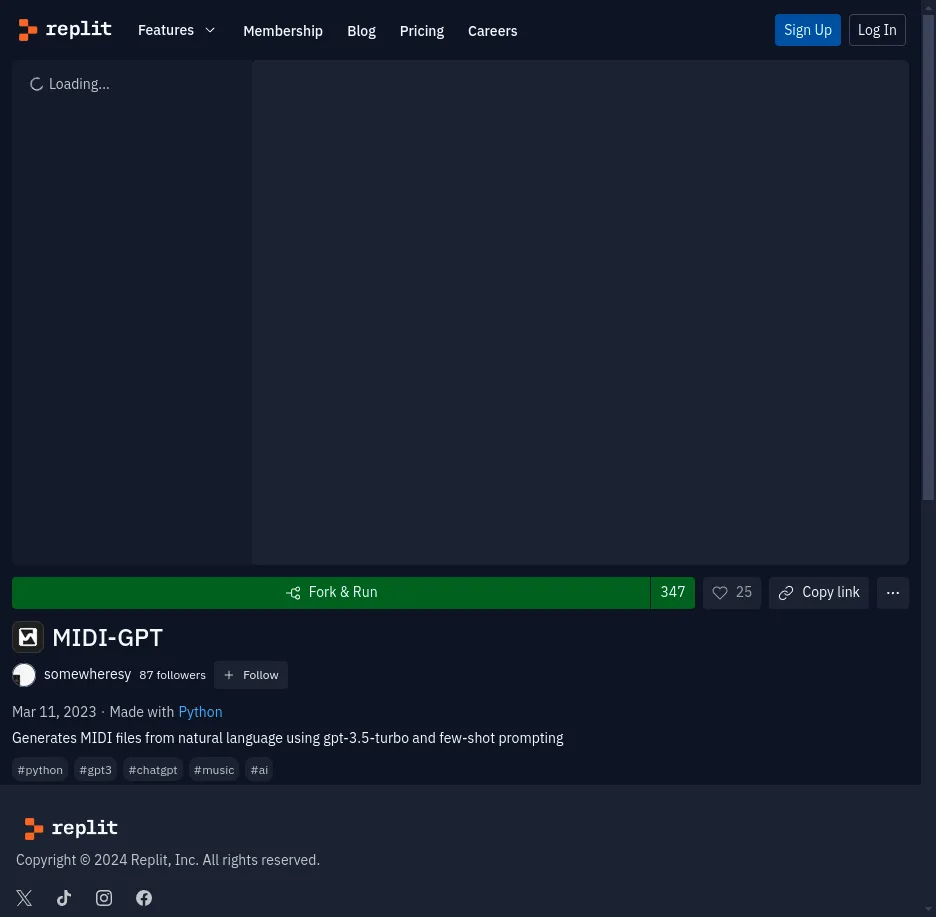 replit Features Membership Blog Pricing Careers Sign Up Log In
Loading...
Fork & Run 347 25 Copy link
MIDI-GPT
somewheresy 87 followers + Follow
Mar 11, 2023 · Made with Python
Generates MIDI files from natural language using gpt-3.5-turbo and few-shot prompting
#python #gpt3 #chatgpt #music #ai
replit
Copyright © 2024 Replit, Inc. All rights reserved.